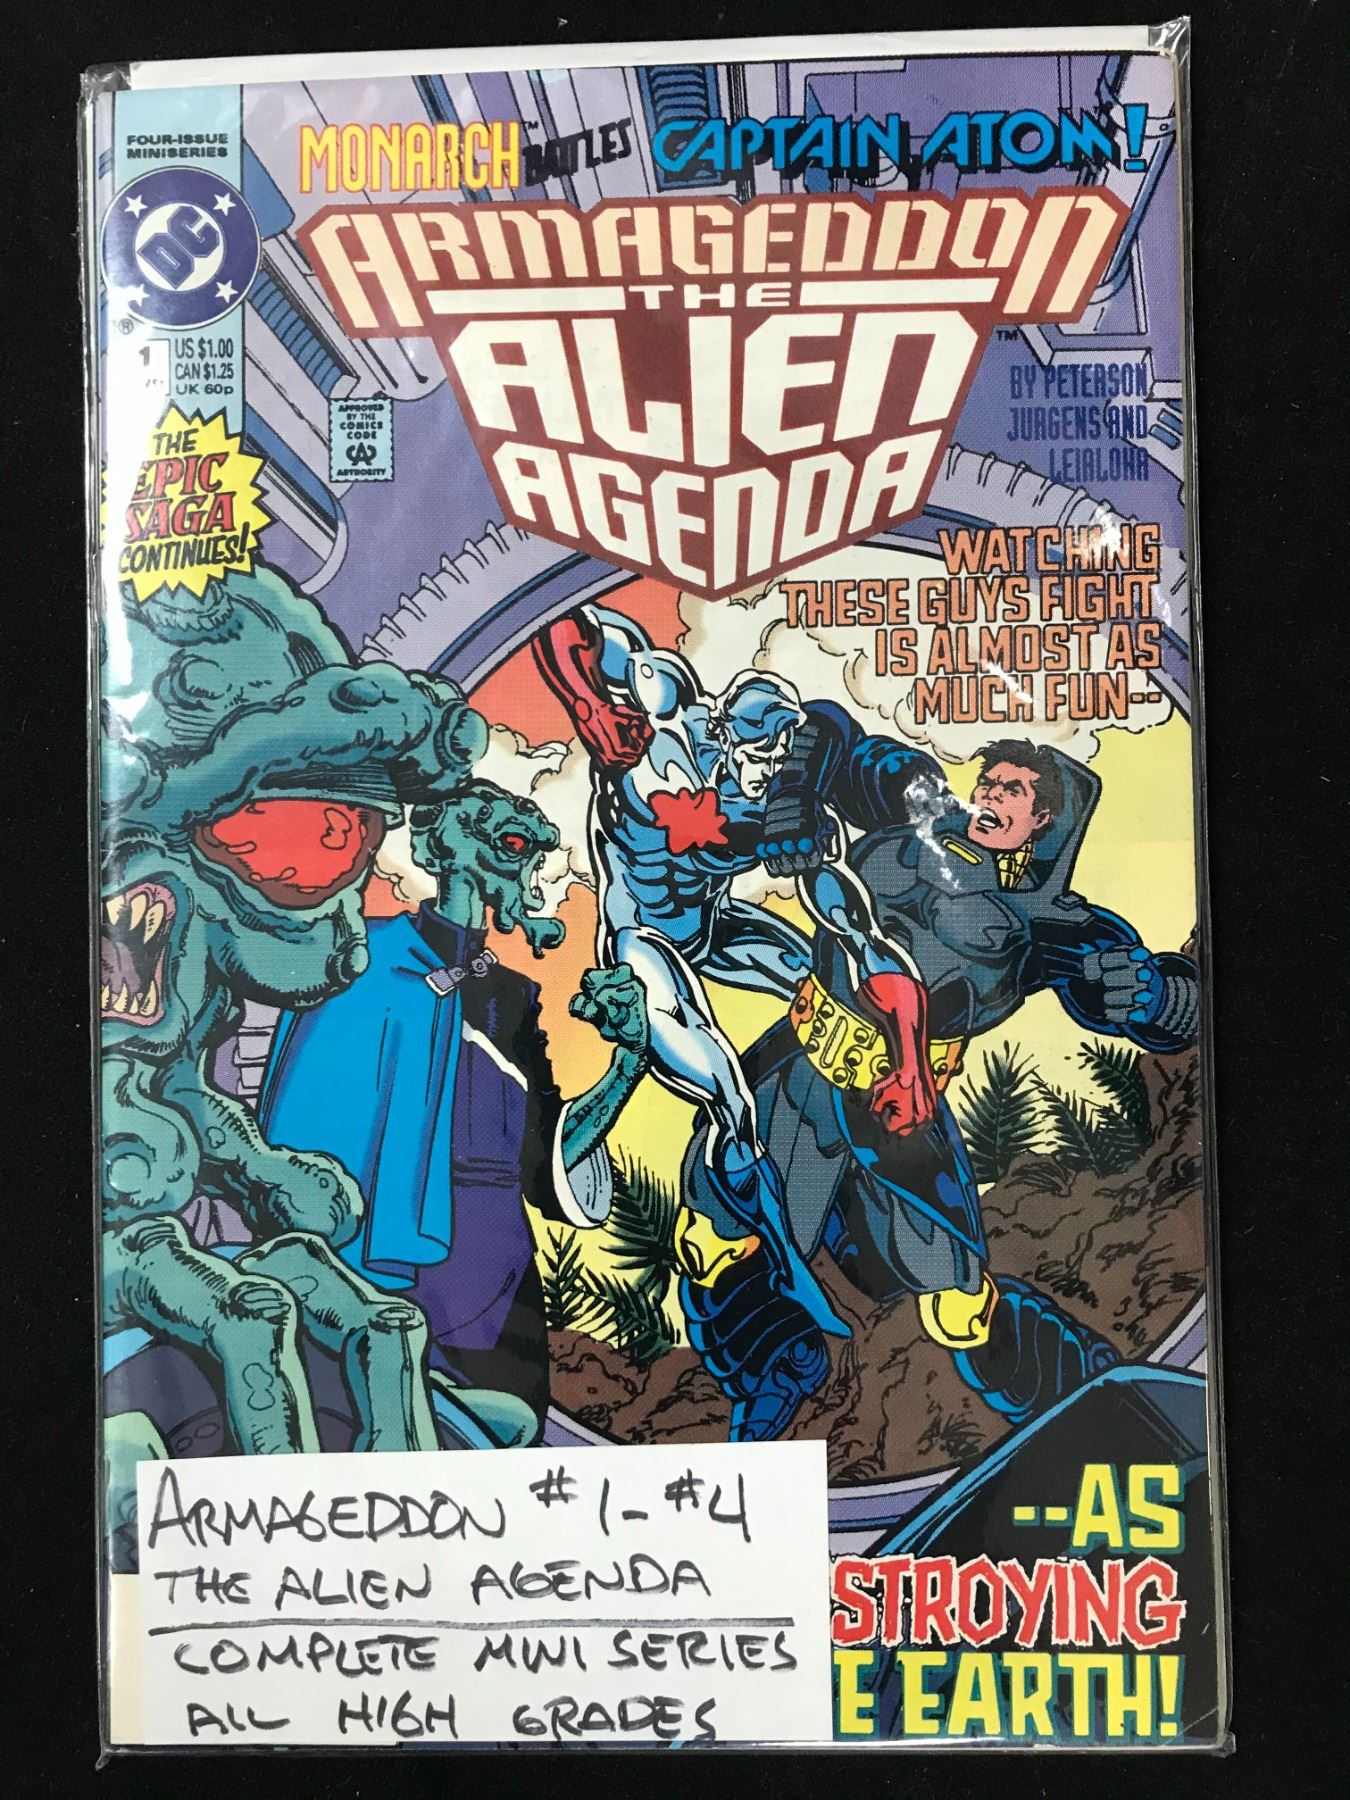 FOUR-ISSUE
MINISERIES
MONARCH™ BATTLES CAPTAIN ATOM!
ARMAGEDDON
THE
ALIEN
AGENDA™
DC
®
1
US $1.00
CAN $1.25
UK 60p
APPROVED
BY THE
COMICS
CODE
CA
AUTHORITY
BY PETERSON
JURGENS AND
LEIALOHA
THE
EPIC
SAGA
CONTINUES!
WATCHING
THESE GUYS FIGHT
IS ALMOST AS
MUCH FUN--
--AS
STROYING
E EARTH!
ARMAGEDDON #1-#4
THE ALIEN AGENDA
COMPLETE MINI SERIES
ALL HIGH GRADES